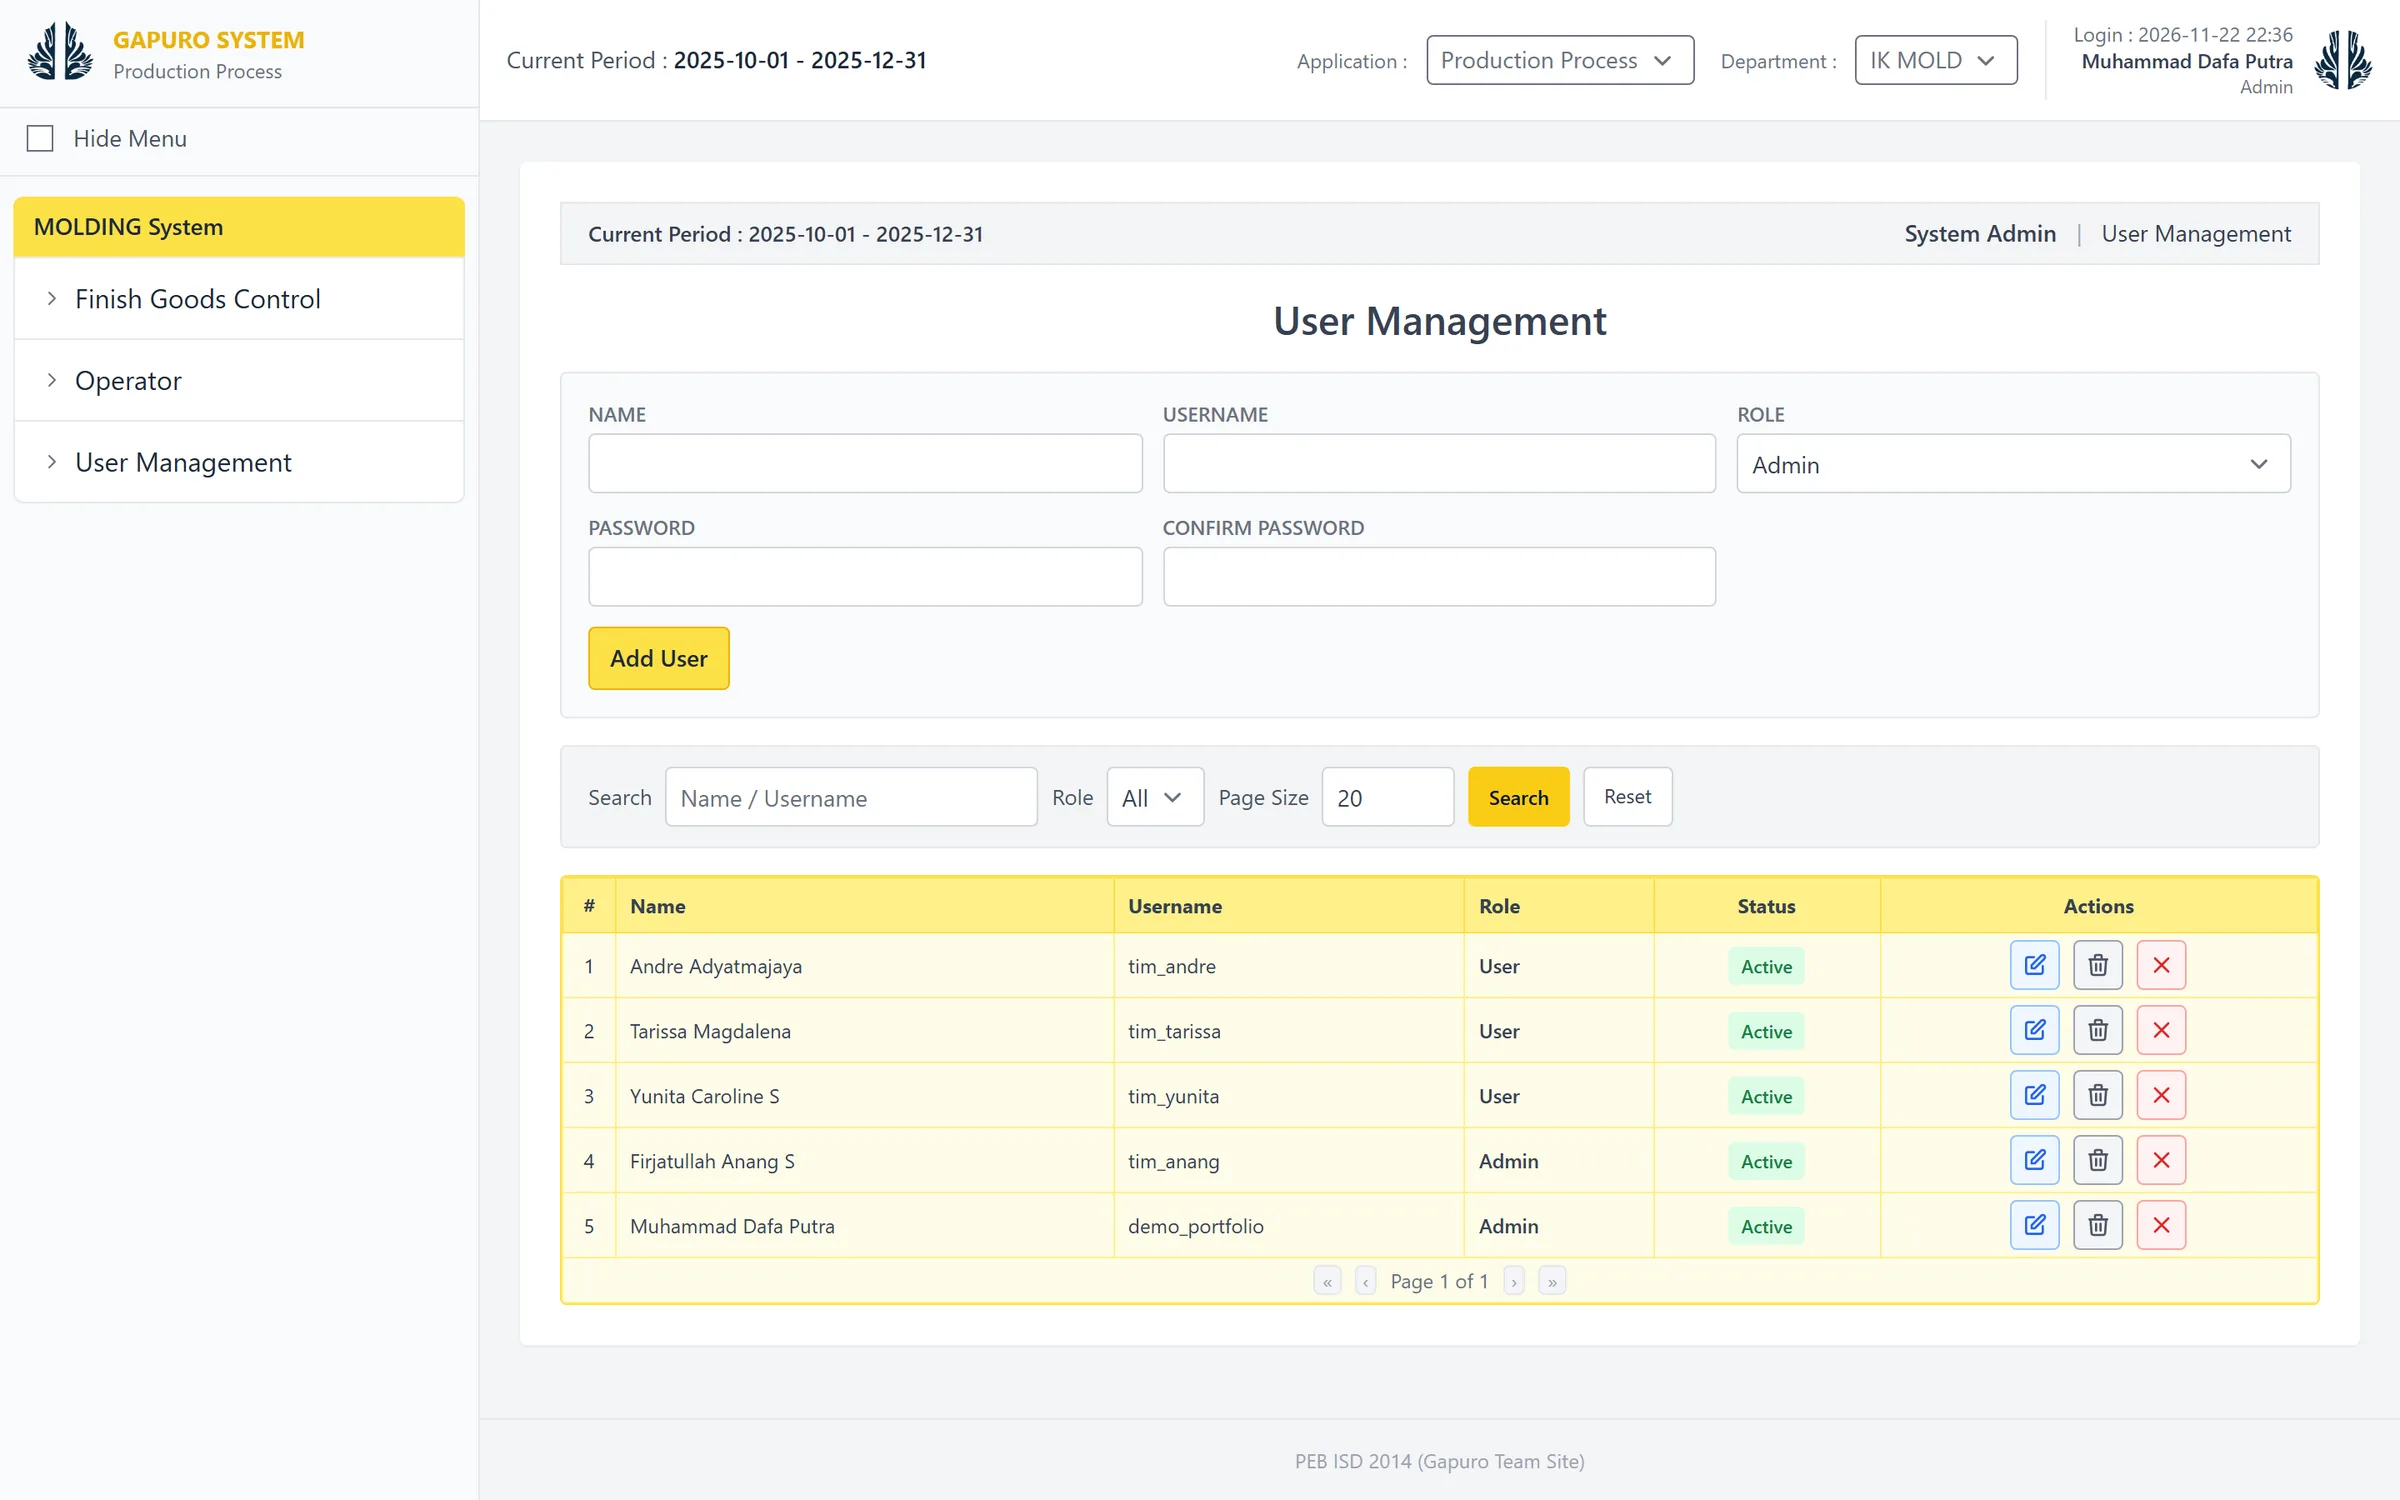 GAPURO SYSTEM
Production Process
Hide Menu
MOLDING System
Finish Goods Control
Operator
User Management
Current Period : 2025-10-01 - 2025-12-31
Application : Production Process
Department : IK MOLD
Login : 2026-11-22 22:36
Muhammad Dafa Putra
Admin
Current Period : 2025-10-01 - 2025-12-31
System Admin | User Management
User Management
NAME USERNAME ROLE
Admin
PASSWORD CONFIRM PASSWORD
Add User
Search Name / Username Role All Page Size 20 Search Reset
# Name Username Role Status Actions
1 Andre Adyatmajaya tim_andre User Active
2 Tarissa Magdalena tim_tarissa User Active
3 Yunita Caroline S tim_yunita User Active
4 Firjatullah Anang S tim_anang Admin Active
5 Muhammad Dafa Putra demo_portfolio Admin Active
« ‹ Page 1 of 1 › »
PEB ISD 2014 (Gapuro Team Site)